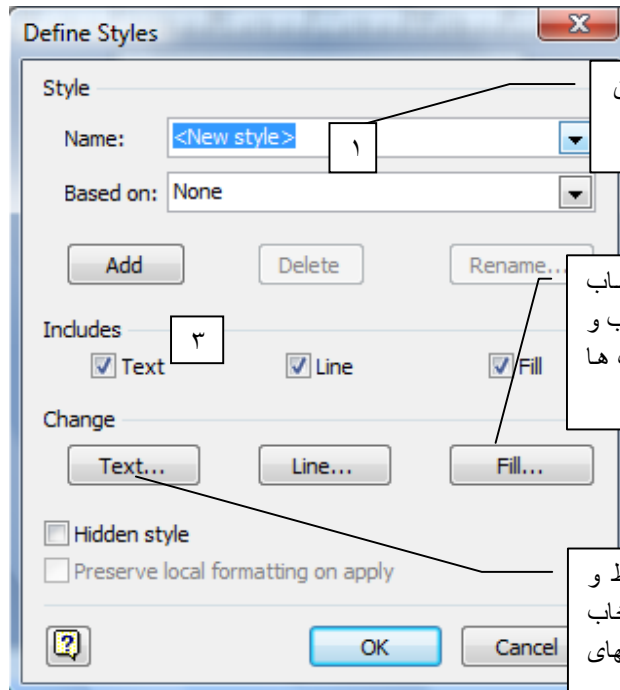 Define Styles
Style
Name: <New style>
۱
Based on: None
Add Delete Rename...
ب و
ها
Includes
۳
Text Line Fill
Change
Text... Line... Fill...
Hidden style
Preserve local formatting on apply
و
OK Cancel